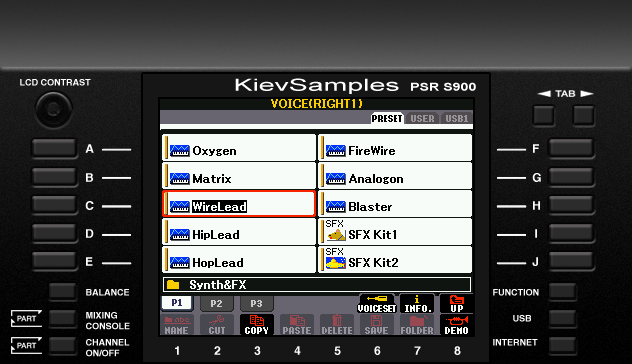 LCD CONTRAST
KievSamples PSR S900
TAB
VOICE(RIGHT1)
PRESET USER USB1
A Oxygen FireWire F
B Matrix Analogon G
C WireLead Blaster H
D HipLead SFX SFX Kit1 I
E HopLead SFX SFX Kit2 J
Synth&FX
BALANCE P1 P2 P3 VOICESET INFO. UP FUNCTION
PART MIXING CONSOLE NAME CUT COPY PASTE DELETE SAVE FOLDER DEMO USB
PART CHANNEL ON/OFF INTERNET
1 2 3 4 5 6 7 8